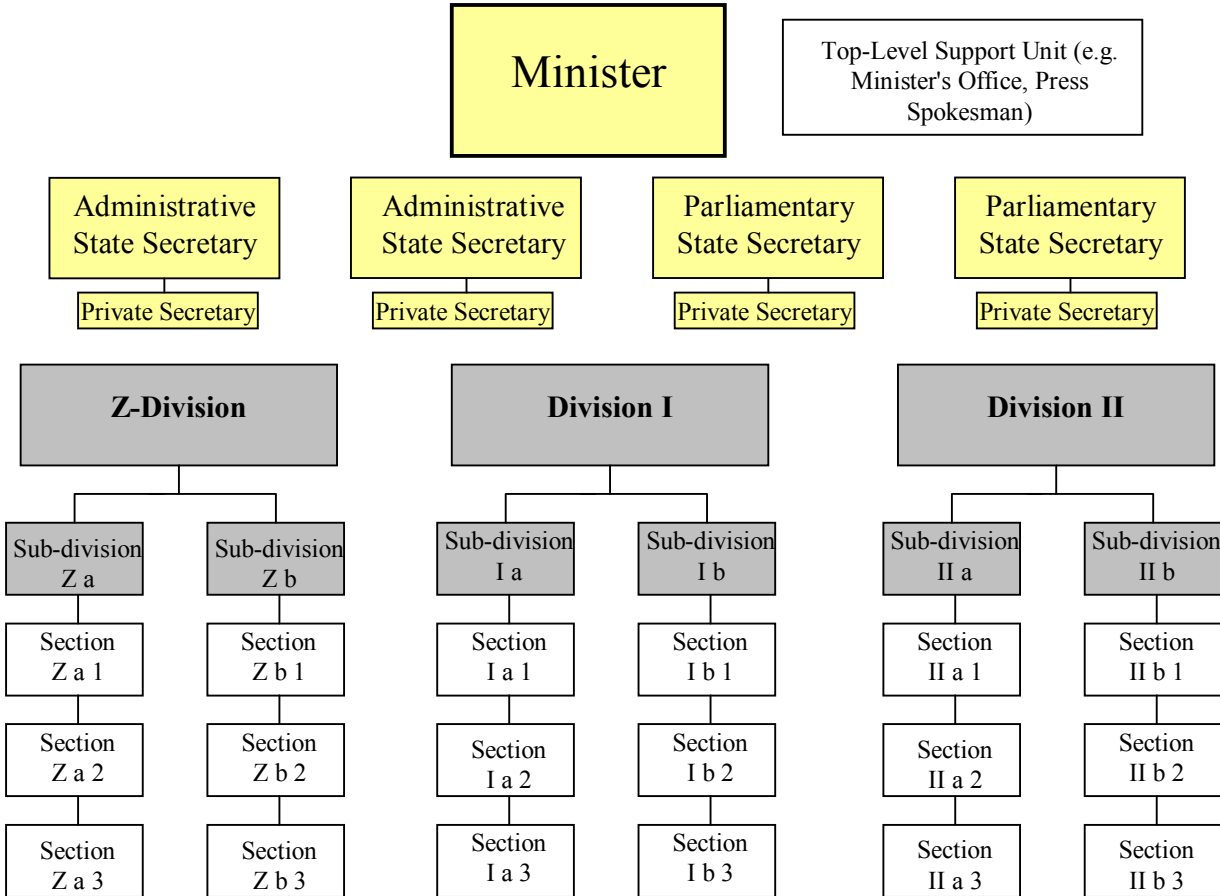 Minister
Top-Level Support Unit (e.g.
Minister's Office, Press
Spokesman)
Administrative
State Secretary
Private Secretary
Administrative
State Secretary
Private Secretary
Parliamentary
State Secretary
Private Secretary
Parliamentary
State Secretary
Private Secretary
Z-Division
Sub-division
Z a
Section
Z a 1
Section
Z a 2
Section
Z a 3
Sub-division
Z b
Section
Z b 1
Section
Z b 2
Section
Z b 3
Division I
Sub-division
I a
Section
I a 1
Section
I a 2
Section
I a 3
Sub-division
I b
Section
I b 1
Section
I b 2
Section
I b 3
Division II
Sub-division
II a
Section
II a 1
Section
II a 2
Section
II a 3
Sub-division
II b
Section
II b 1
Section
II b 2
Section
II b 3